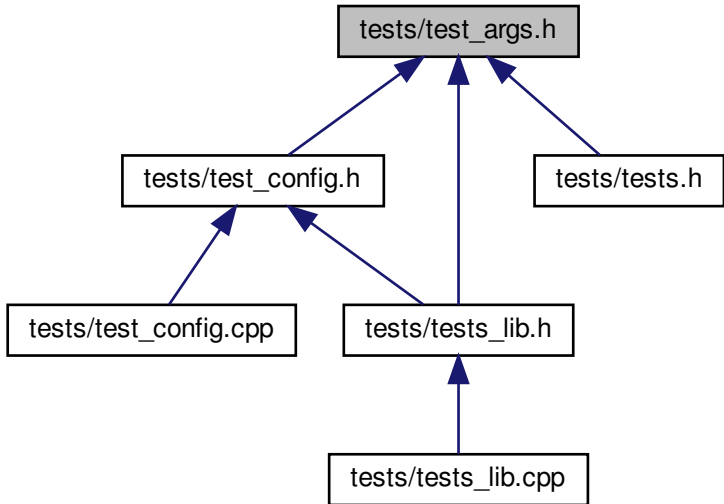 tests/test_args.h
tests/test_config.h
tests/tests.h
tests/test_config.cpp
tests/tests_lib.h
tests/tests_lib.cpp